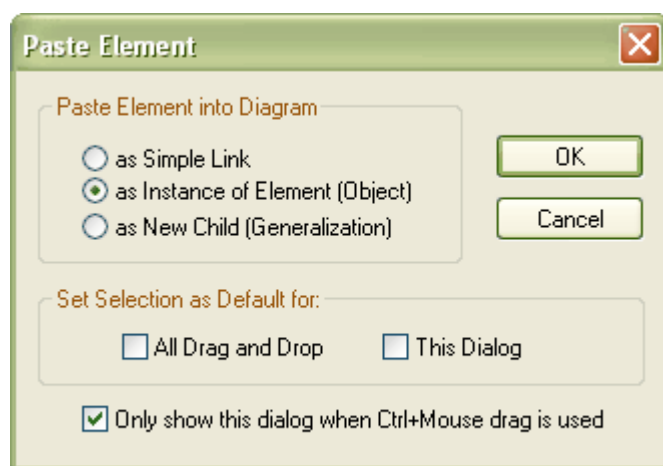 Paste Element
Paste Element into Diagram
as Simple Link
as Instance of Element (Object)
as New Child (Generalization)
OK
Cancel
Set Selection as Default for:
All Drag and Drop
This Dialog
Only show this dialog when Ctrl+Mouse drag is used